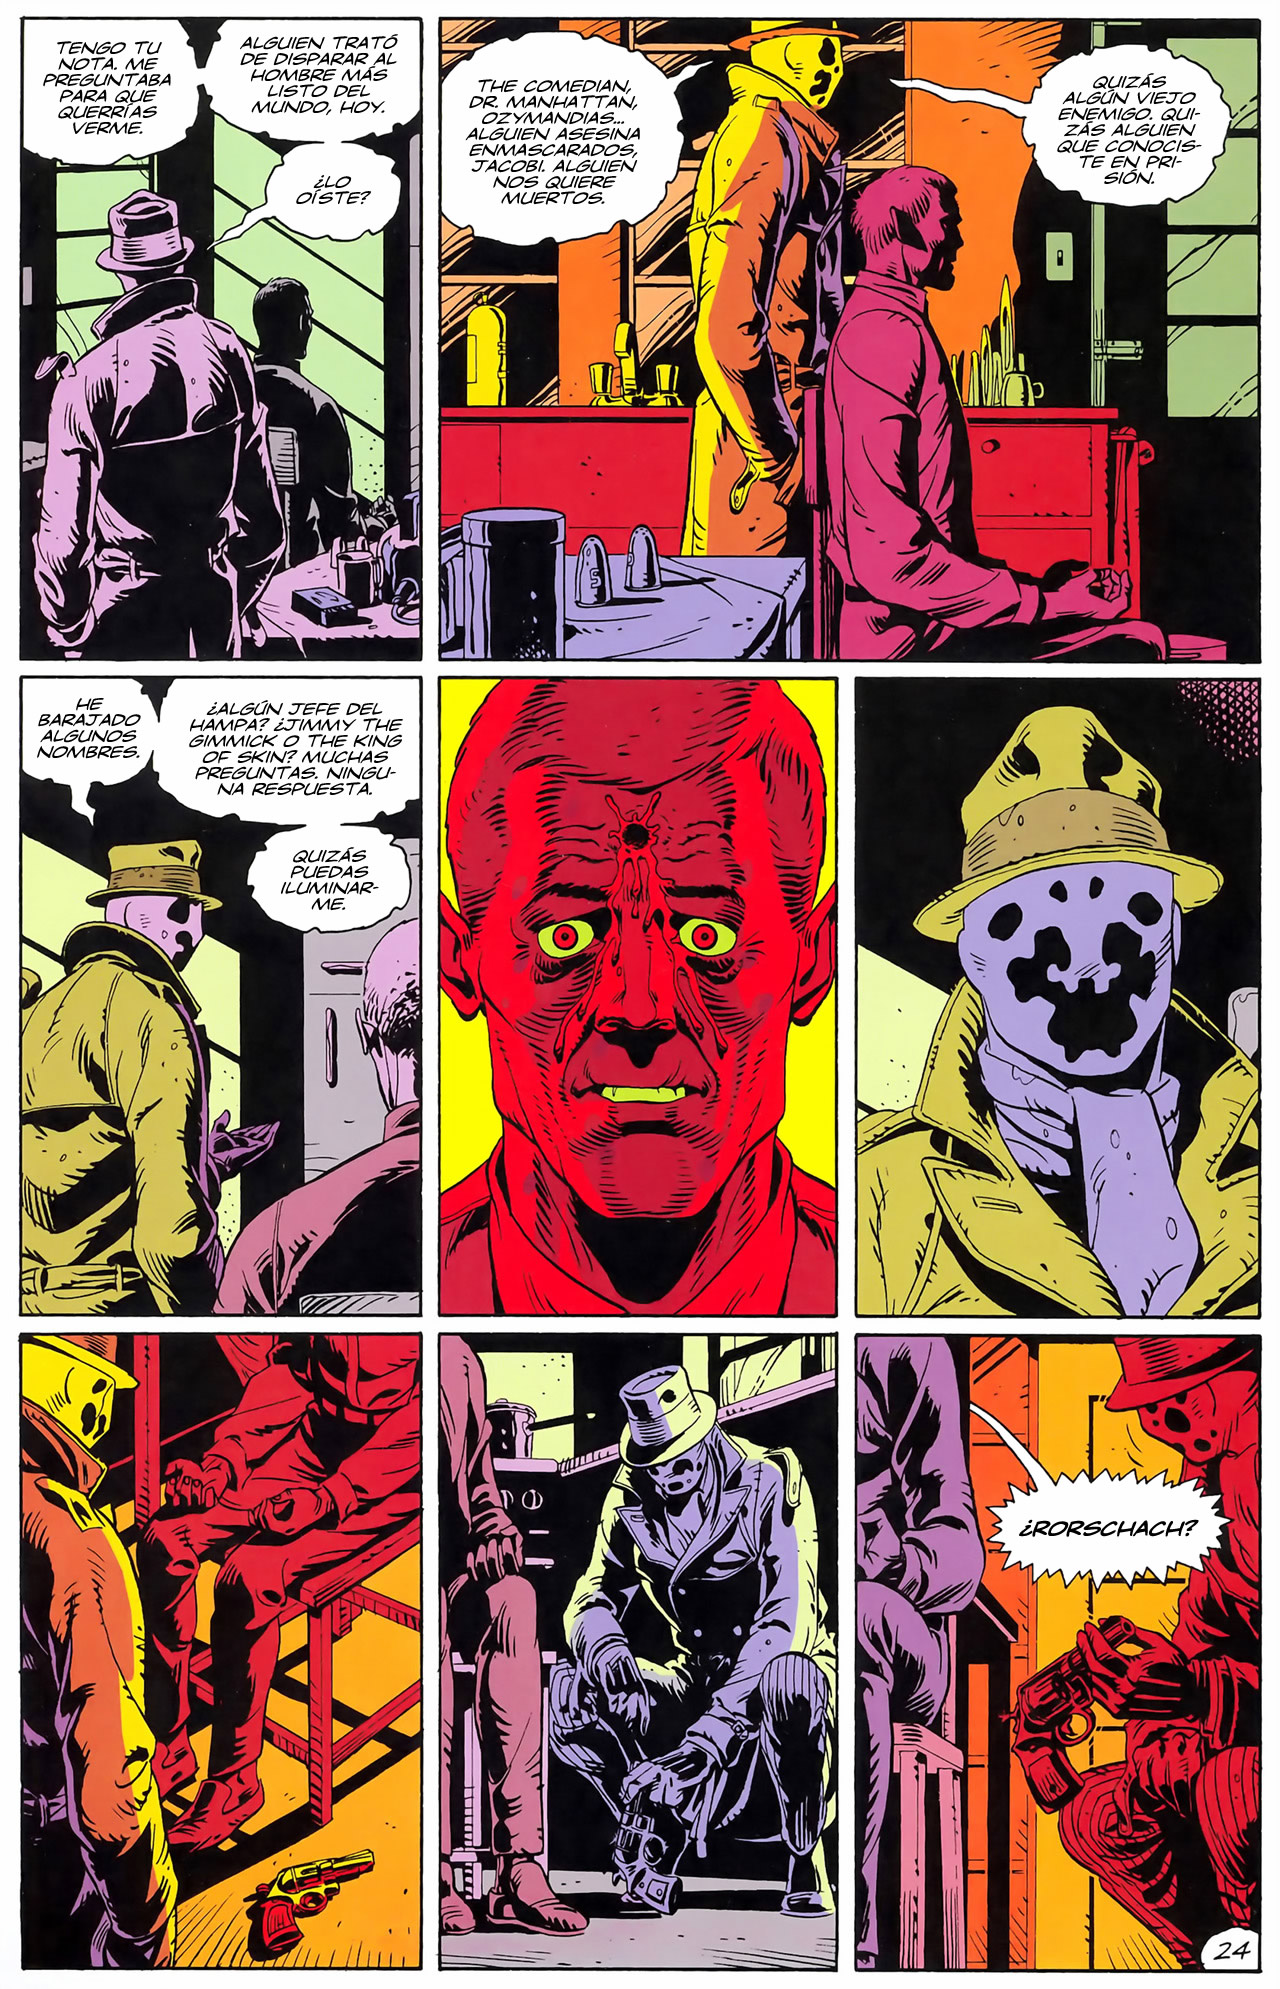 TENGO TU
NOTA. ME
PREGUNTABA
PARA QUE
QUERRÍAS
VERME.
ALGUIEN TRATÓ
DE DISPARAR AL
HOMBRE MÁS
LISTO DEL
MUNDO, HOY.
¿LO
OÍSTE?
THE COMEDIAN,
DR. MANHATTAN,
OZYMANDIAS...
ALGUIEN ASESINA
ENMASCARADOS,
JACOBI. ALGUIEN
NOS QUIERE
MUERTOS.
QUIZÁS
ALGÚN VIEJO
ENEMIGO. QUI-
ZÁS ALGUIEN
QUE CONOCIS-
TE EN PRI-
SIÓN.
HE
BARAJADO
ALGUNOS
NOMBRES.
¿ALGÚN JEFE DEL
HAMPA? ¿JIMMY THE
GIMMICK O THE KING
OF SKIN? MUCHAS
PREGUNTAS. NINGU-
NA RESPUESTA.
QUIZÁS
PUEDAS
ILUMINAR-
ME.
¿RORSCHACH?
24